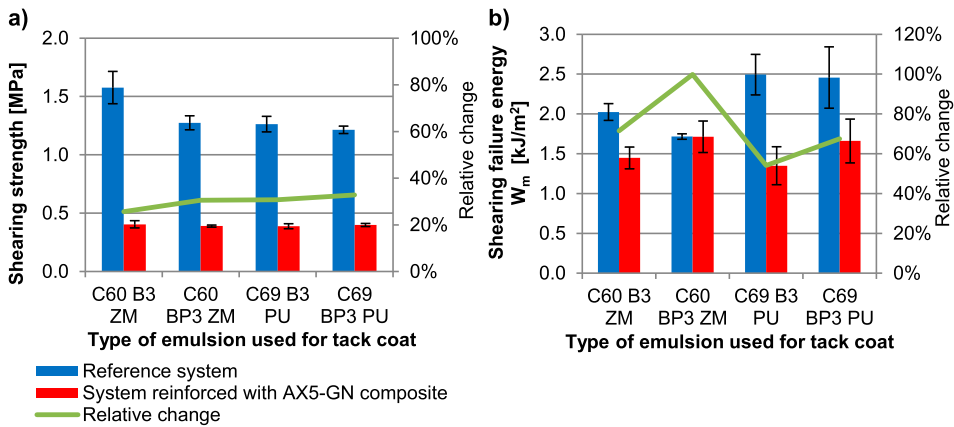 a)
Shearing strength [MPa]
2.0
1.5
1.0
0.5
0.0
100%
80%
60%
40%
20%
0%
Relative change
C60 B3 ZM
C60 BP3 ZM
C69 B3 PU
C69 BP3 PU
Type of emulsion used for tack coat
b)
Shearing failure energy
Wm [kJ/m²]
3.0
2.5
2.0
1.5
1.0
0.5
0.0
120%
100%
80%
60%
40%
20%
0%
Relative change
C60 B3 ZM
C60 BP3 ZM
C69 B3 PU
C69 BP3 PU
Type of emulsion used for tack coat
Reference system
System reinforced with AX5-GN composite
Relative change